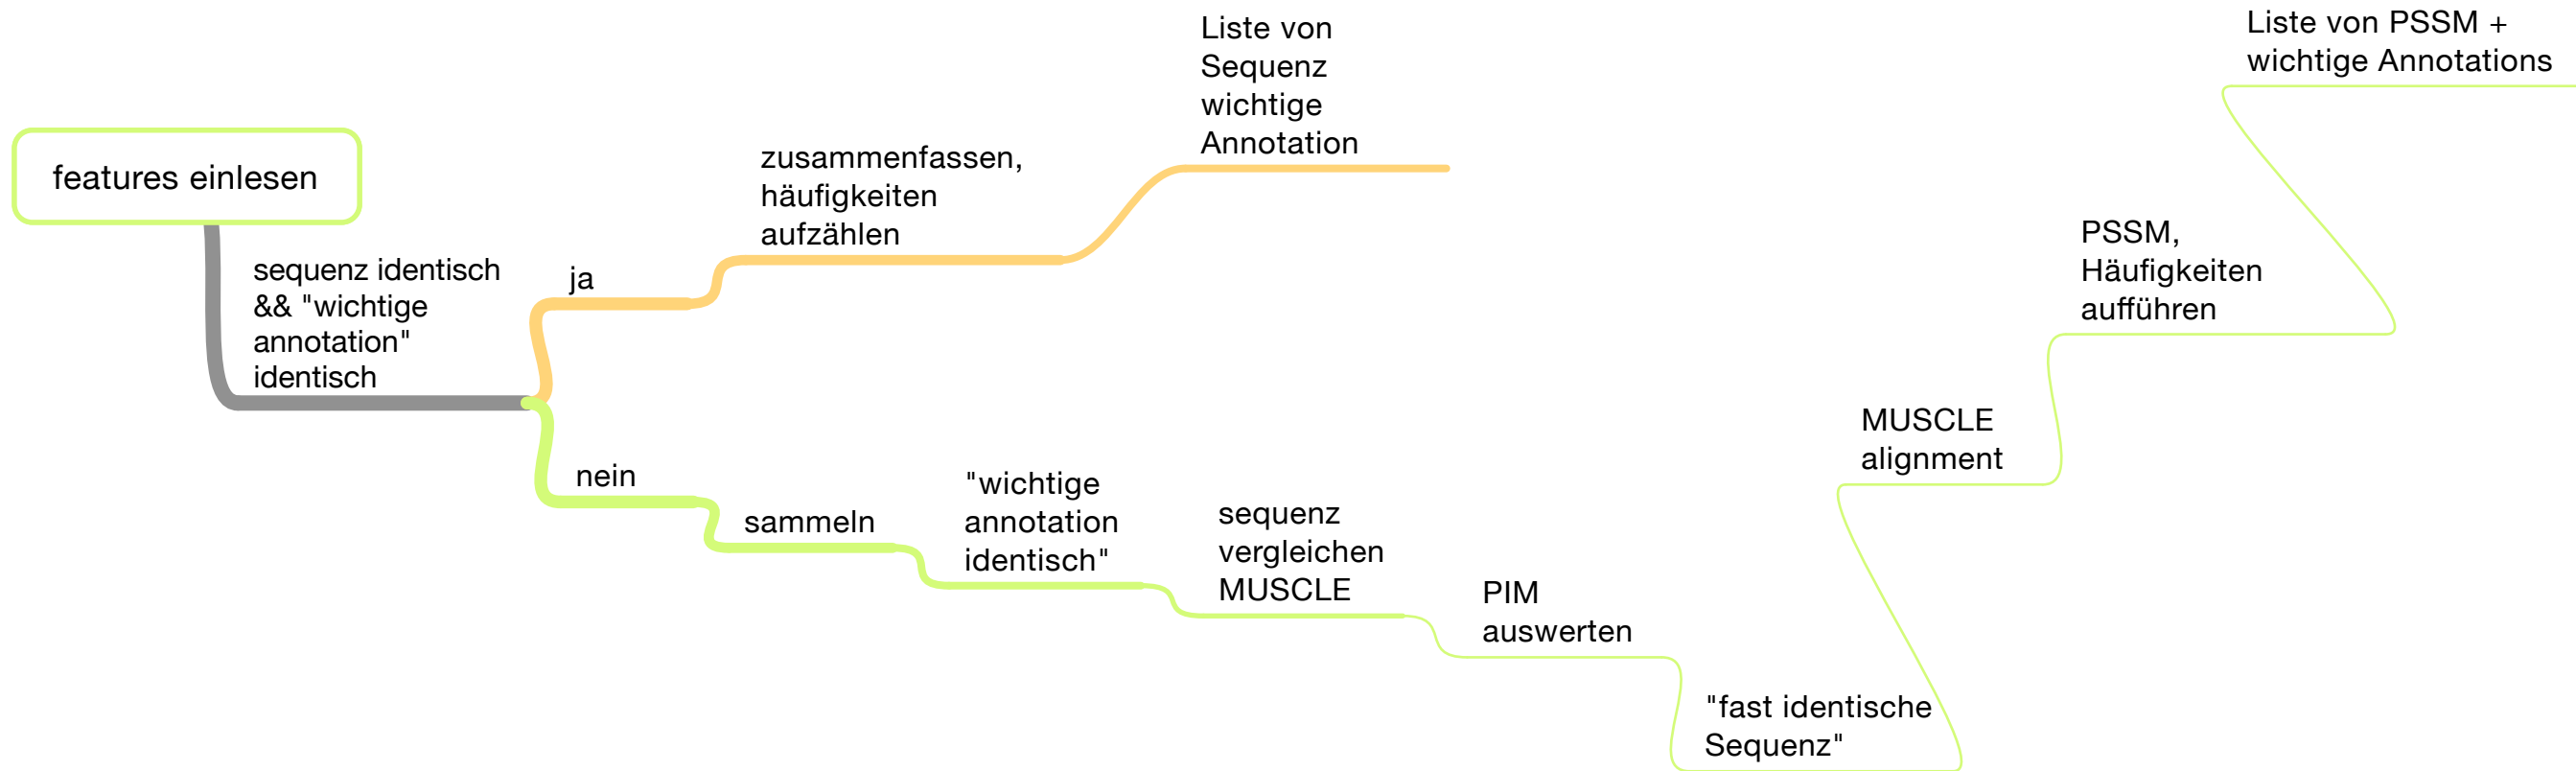 features einlesen
sequenz identisch
&& "wichtige
annotation"
identisch
ja
zusammenfassen,
häufigkeiten
aufzählen
Liste von
Sequenz
wichtige
Annotation
nein
sammeln
"wichtige
annotation
identisch"
sequenz
vergleichen
MUSCLE
PIM
auswerten
"fast identische
Sequenz"
MUSCLE
alignment
PSSM,
Häufigkeiten
aufführen
Liste von PSSM +
wichtige Annotations